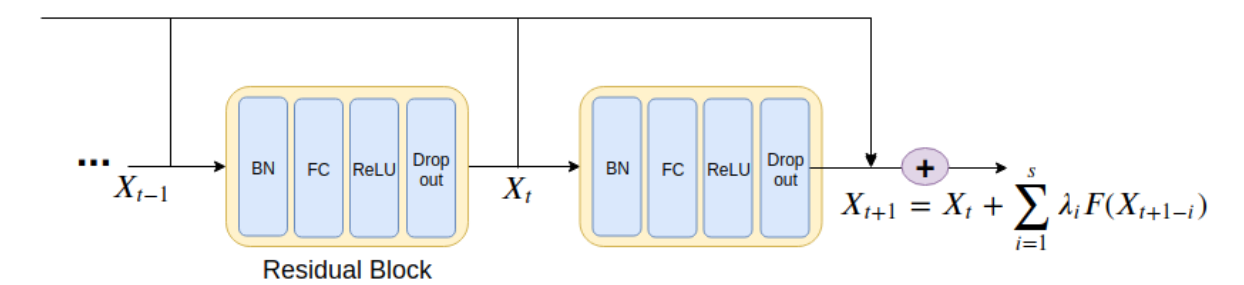 ...
X_{t-1}
BN FC ReLU Drop out
X_t
BN FC ReLU Drop out
+
X_{t+1} = X_t + \sum_{i=1}^{s} λ_i F(X_{t+1-i})
Residual Block